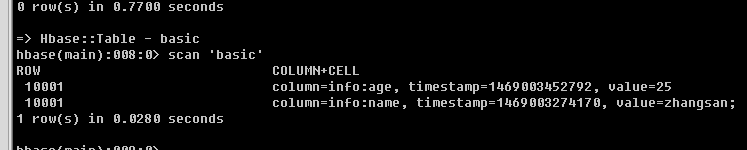 0 row(s) in 0.7700 seconds
=> Hbase::Table - basic
hbase(main):008:0> scan 'basic'
ROW COLUMN+CELL
10001 column=info:age, timestamp=1469003452792, value=25
10001 column=info:name, timestamp=1469003274170, value=zhangsan;
1 row(s) in 0.0280 seconds
hbase(main):009:0>